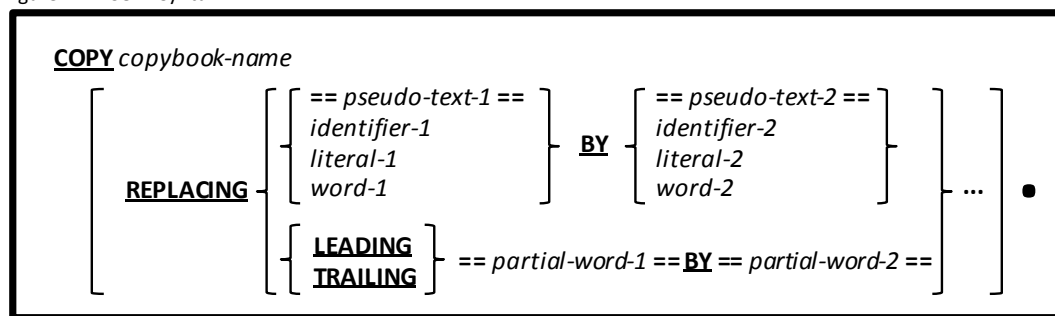 COPY copybook-name
== pseudo-text-1 == == pseudo-text-2 ==
identifier-1 identifier-2
literal-1 BY literal-2
REPLACING word-1 word-2 ... .
LEADING
TRAILING == partial-word-1 == BY == partial-word-2 ==